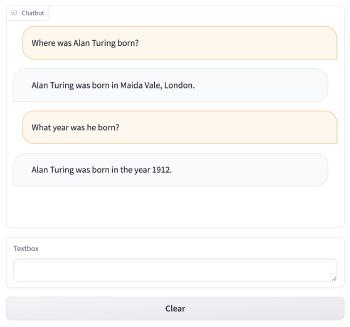 Chatbot
Where was Alan Turing born?
Alan Turing was born in Maida Vale, London.
What year was he born?
Alan Turing was born in the year 1912.
Textbox
Clear